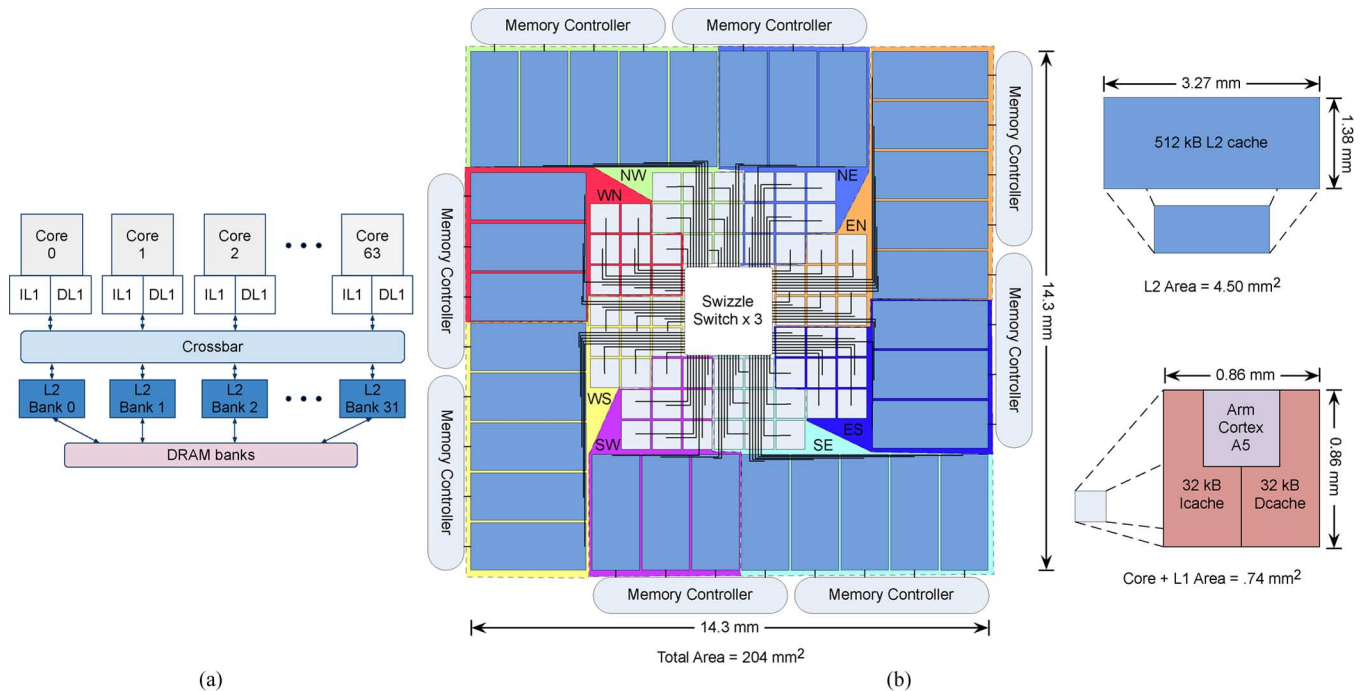 Core
0
Core
1
Core
2
Core
63
IL1 DL1
IL1 DL1
IL1 DL1
IL1 DL1
Crossbar
L2
Bank 0
L2
Bank 1
L2
Bank 2
L2
Bank 31
DRAM banks
(a)
Memory Controller
Memory Controller
Memory Controller
Memory Controller
Memory Controller
Memory Controller
Memory Controller
Memory Controller
NW
NE
WN
EN
Swizzle
Switch x 3
WS
ES
SW
SE
14.3 mm
14.3 mm
Total Area = 204 mm2
(b)
3.27 mm
1.38 mm
512 kB L2 cache
L2 Area = 4.50 mm2
0.86 mm
0.86 mm
Arm
Cortex
A5
32 kB
Icache
32 kB
Dcache
Core + L1 Area = .74 mm2